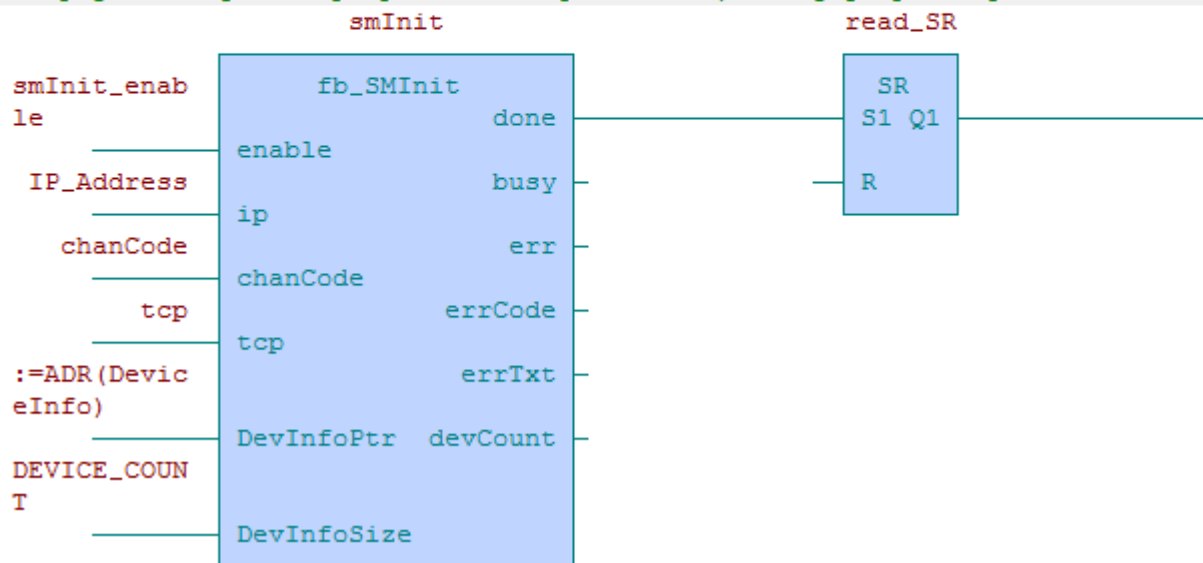 smInit read_SR
smInit_enab fb_SMInit SR
le done S1 Q1
enable
IP_Address busy R
ip
chanCode err
chanCode
tcp errCode
tcp
:=ADR(Devic errTxt
eInfo)
DevInfoPtr devCount
DEVICE_COUN
T
DevInfoSize